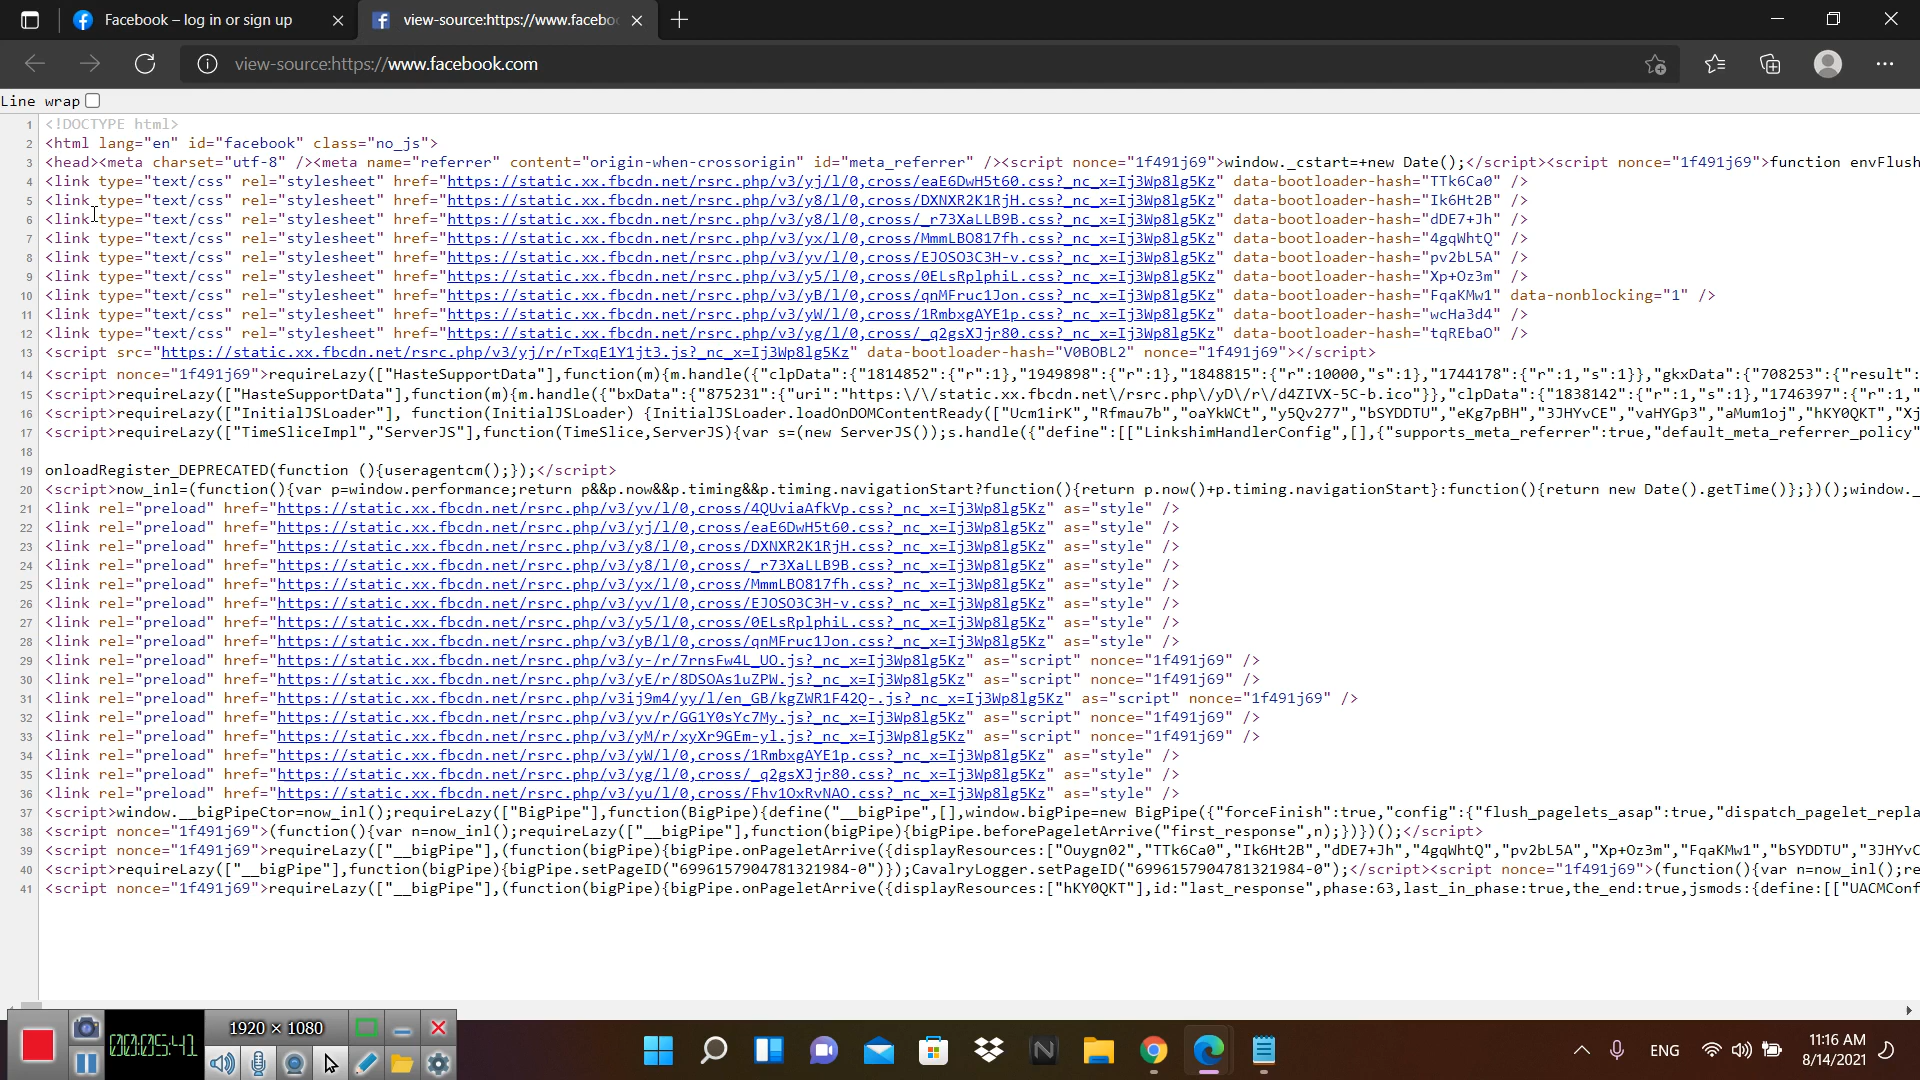 Facebook – log in or sign up
view-source:https://www.facebo
view-source:https://www.facebook.com
Line wrap
1 <!DOCTYPE html>
2 <html lang="en" id="facebook" class="no_js">
3 <head><meta charset="utf-8" /><meta name="referrer" content="origin-when-crossorigin" id="meta_referrer" /><script nonce="1f491j69">window._cstart=+new Date();</script><script nonce="1f491j69">function envFlush
4 <link type="text/css" rel="stylesheet" href="https://static.xx.fbcdn.net/rsrc.php/v3/yj/l/0,cross/eaE6DwH5t60.css?_nc_x=Ij3Wp8lg5Kz" data-bootloader-hash="TTk6Ca0" />
5 <link type="text/css" rel="stylesheet" href="https://static.xx.fbcdn.net/rsrc.php/v3/y8/l/0,cross/DXNXR2K1RjH.css?_nc_x=Ij3Wp8lg5Kz" data-bootloader-hash="Ik6Ht2B" />
6 <link type="text/css" rel="stylesheet" href="https://static.xx.fbcdn.net/rsrc.php/v3/y8/l/0,cross/_r73XaLLB9B.css?_nc_x=Ij3Wp8lg5Kz" data-bootloader-hash="dDE7+Jh" />
7 <link type="text/css" rel="stylesheet" href="https://static.xx.fbcdn.net/rsrc.php/v3/yx/l/0,cross/MmmLBO817fh.css?_nc_x=Ij3Wp8lg5Kz" data-bootloader-hash="4gqWhtQ" />
8 <link type="text/css" rel="stylesheet" href="https://static.xx.fbcdn.net/rsrc.php/v3/yv/l/0,cross/EJOSO3C3H-v.css?_nc_x=Ij3Wp8lg5Kz" data-bootloader-hash="pv2bL5A" />
9 <link type="text/css" rel="stylesheet" href="https://static.xx.fbcdn.net/rsrc.php/v3/y5/l/0,cross/0ELsRplphiL.css?_nc_x=Ij3Wp8lg5Kz" data-bootloader-hash="Xp+Oz3m" />
10 <link type="text/css" rel="stylesheet" href="https://static.xx.fbcdn.net/rsrc.php/v3/yB/l/0,cross/qnMFruc1Jon.css?_nc_x=Ij3Wp8lg5Kz" data-bootloader-hash="FqaKMw1" data-nonblocking="1" />
11 <link type="text/css" rel="stylesheet" href="https://static.xx.fbcdn.net/rsrc.php/v3/yW/l/0,cross/1RmbxgAYE1p.css?_nc_x=Ij3Wp8lg5Kz" data-bootloader-hash="wcHa3d4" />
12 <link type="text/css" rel="stylesheet" href="https://static.xx.fbcdn.net/rsrc.php/v3/yg/l/0,cross/_q2gsXJjr80.css?_nc_x=Ij3Wp8lg5Kz" data-bootloader-hash="tqREbaO" />
13 <script src="https://static.xx.fbcdn.net/rsrc.php/v3/yj/r/rTxqE1Y1jt3.js?_nc_x=Ij3Wp8lg5Kz" data-bootloader-hash="V0BOBL2" nonce="1f491j69"></script>
14 <script nonce="1f491j69">requireLazy(["HasteSupportData"],function(m){m.handle({"clpData":{"1814852":{"r":1},"1949898":{"r":1},"1848815":{"r":10000,"s":1},"1744178":{"r":1,"s":1}},"gkxData":{"708253":{"result":
15 <script>requireLazy(["HasteSupportData"],function(m){m.handle({"bxData":{"875231":{"uri":"https:\/\/static.xx.fbcdn.net\/rsrc.php\/yD\/r\/d4ZIVX-5C-b.ico"}},"clpData":{"1838142":{"r":1,"s":1},"1746397":{"r":1,"
16 <script>requireLazy(["InitialJSLoader"], function(InitialJSLoader) {InitialJSLoader.loadOnDOMContentReady(["Ucm1irK","Rfmau7b","oaYkWCt","y5Qv277","bSYDDTU","eKg7pBH","3JHYvCE","vaHYGp3","aMum1oj","hKY0QKT","Xj
17 <script>requireLazy(["TimeSliceImpl","ServerJS"],function(TimeSlice,ServerJS){var s=(new ServerJS());s.handle({"define":[["LinkshimHandlerConfig",[],{"supports_meta_referrer":true,"default_meta_referrer_policy"
18
19 onloadRegister_DEPRECATED(function (){useragentcm();});</script>
20 <script>now_inl=(function(){var p=window.performance;return p&&p.now&&p.timing&&p.timing.navigationStart?function(){return p.now()+p.timing.navigationStart}:function(){return new Date().getTime()};})();window._
21 <link rel="preload" href="https://static.xx.fbcdn.net/rsrc.php/v3/yv/l/0,cross/4QUviaAfkVp.css?_nc_x=Ij3Wp8lg5Kz" as="style" />
22 <link rel="preload" href="https://static.xx.fbcdn.net/rsrc.php/v3/yj/l/0,cross/eaE6DwH5t60.css?_nc_x=Ij3Wp8lg5Kz" as="style" />
23 <link rel="preload" href="https://static.xx.fbcdn.net/rsrc.php/v3/y8/l/0,cross/DXNXR2K1RjH.css?_nc_x=Ij3Wp8lg5Kz" as="style" />
24 <link rel="preload" href="https://static.xx.fbcdn.net/rsrc.php/v3/y8/l/0,cross/_r73XaLLB9B.css?_nc_x=Ij3Wp8lg5Kz" as="style" />
25 <link rel="preload" href="https://static.xx.fbcdn.net/rsrc.php/v3/yx/l/0,cross/MmmLBO817fh.css?_nc_x=Ij3Wp8lg5Kz" as="style" />
26 <link rel="preload" href="https://static.xx.fbcdn.net/rsrc.php/v3/yv/l/0,cross/EJOSO3C3H-v.css?_nc_x=Ij3Wp8lg5Kz" as="style" />
27 <link rel="preload" href="https://static.xx.fbcdn.net/rsrc.php/v3/y5/l/0,cross/0ELsRplphiL.css?_nc_x=Ij3Wp8lg5Kz" as="style" />
28 <link rel="preload" href="https://static.xx.fbcdn.net/rsrc.php/v3/yB/l/0,cross/qnMFruc1Jon.css?_nc_x=Ij3Wp8lg5Kz" as="style" />
29 <link rel="preload" href="https://static.xx.fbcdn.net/rsrc.php/v3/y-/r/7rnsFw4L_UO.js?_nc_x=Ij3Wp8lg5Kz" as="script" nonce="1f491j69" />
30 <link rel="preload" href="https://static.xx.fbcdn.net/rsrc.php/v3/yE/r/8DSOAs1uZPW.js?_nc_x=Ij3Wp8lg5Kz" as="script" nonce="1f491j69" />
31 <link rel="preload" href="https://static.xx.fbcdn.net/rsrc.php/v3ij9m4/yy/l/en_GB/kgZWR1F42Q-.js?_nc_x=Ij3Wp8lg5Kz" as="script" nonce="1f491j69" />
32 <link rel="preload" href="https://static.xx.fbcdn.net/rsrc.php/v3/yv/r/GG1Y0sYc7My.js?_nc_x=Ij3Wp8lg5Kz" as="script" nonce="1f491j69" />
33 <link rel="preload" href="https://static.xx.fbcdn.net/rsrc.php/v3/yM/r/xyXr9GEm-yl.js?_nc_x=Ij3Wp8lg5Kz" as="script" nonce="1f491j69" />
34 <link rel="preload" href="https://static.xx.fbcdn.net/rsrc.php/v3/yW/l/0,cross/1RmbxgAYE1p.css?_nc_x=Ij3Wp8lg5Kz" as="style" />
35 <link rel="preload" href="https://static.xx.fbcdn.net/rsrc.php/v3/yg/l/0,cross/_q2gsXJjr80.css?_nc_x=Ij3Wp8lg5Kz" as="style" />
36 <link rel="preload" href="https://static.xx.fbcdn.net/rsrc.php/v3/yu/l/0,cross/Fhv1OxRvNAO.css?_nc_x=Ij3Wp8lg5Kz" as="style" />
37 <script>window.__bigPipeCtor=now_inl();requireLazy(["BigPipe"],function(BigPipe){define("__bigPipe",[],window.bigPipe=new BigPipe({"forceFinish":true,"config":{"flush_pagelets_asap":true,"dispatch_pagelet_repla
38 <script nonce="1f491j69">(function(){var n=now_inl();requireLazy(["__bigPipe"],function(bigPipe){bigPipe.beforePageletArrive("first_response",n);})})();</script>
39 <script nonce="1f491j69">requireLazy(["__bigPipe"],(function(bigPipe){bigPipe.onPageletArrive({displayResources:["Ouygn02","TTk6Ca0","Ik6Ht2B","dDE7+Jh","4gqWhtQ","pv2bL5A","Xp+Oz3m","FqaKMw1","bSYDDTU","3JHYvC
40 <script>requireLazy(["__bigPipe"],function(bigPipe){bigPipe.setPageID("6996157904781321984-0")});CavalryLogger.setPageID("6996157904781321984-0");</script><script nonce="1f491j69">(function(){var n=now_inl();re
41 <script nonce="1f491j69">requireLazy(["__bigPipe"],(function(bigPipe){bigPipe.onPageletArrive({displayResources:["hKY0QKT"],id:"last_response",phase:63,last_in_phase:true,the_end:true,jsmods:{define:[["UACMConf
000:05:41
1920 × 1080
ENG
11:16 AM
8/14/2021